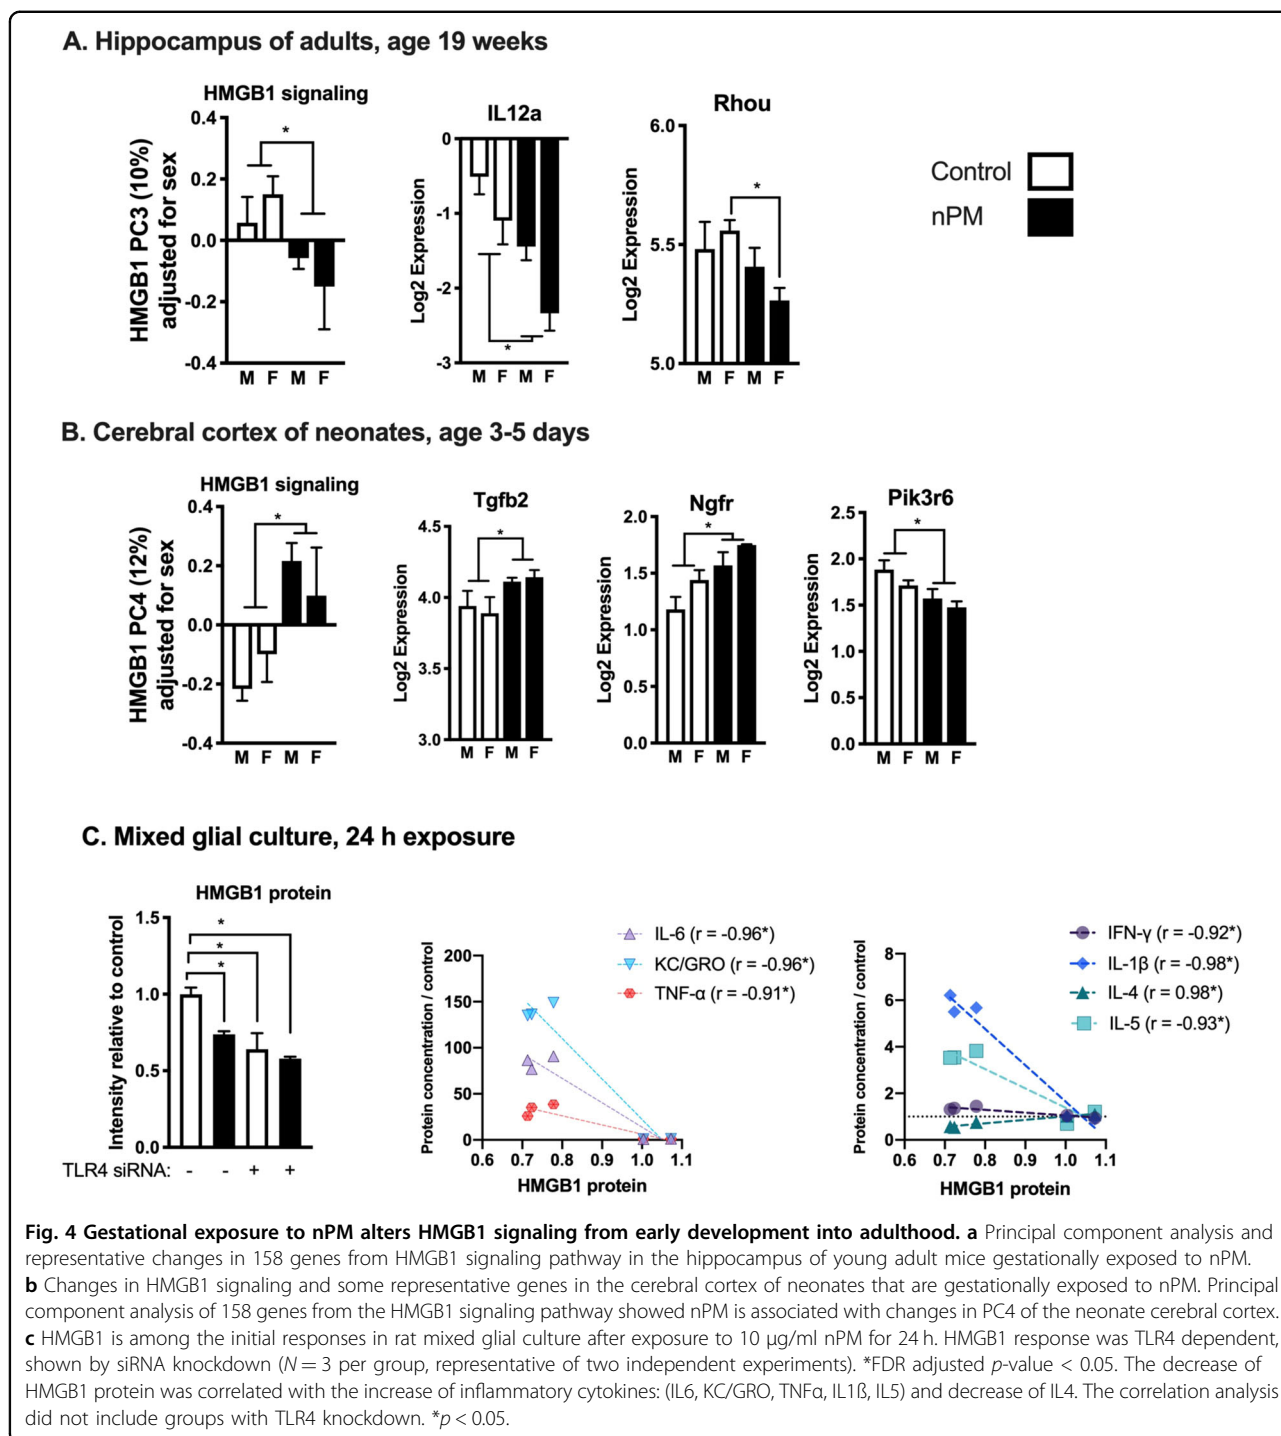 A. Hippocampus of adults, age 19 weeks
HMGB1 signaling
HMGB1 PC3 (10%)
adjusted for sex
0.4
0.2
0.0
-0.2
-0.4
M F M F
*
IL12a
Log2 Expression
0
-1
-2
-3
M F M F
*
Rhou
Log2 Expression
6.0
5.5
5.0
M F M F
*
Control
nPM
B. Cerebral cortex of neonates, age 3-5 days
HMGB1 signaling
HMGB1 PC4 (12%)
adjusted for sex
0.4
0.2
0.0
-0.2
-0.4
M F M F
*
Tgfb2
Log2 Expression
4.5
4.0
3.5
3.0
M F M F
*
Ngfr
Log2 Expression
2.0
1.5
1.0
0.5
0.0
M F M F
*
Pik3r6
Log2 Expression
2.5
2.0
1.5
1.0
0.5
0.0
M F M F
*
C. Mixed glial culture, 24 h exposure
HMGB1 protein
Intensity relative to control
1.5
1.0
0.5
0.0
*
*
*
TLR4 siRNA: - - + +
IL-6 (r = -0.96*)
KC/GRO (r = -0.96*)
TNF-α (r = -0.91*)
Protein concentration / control
200
150
100
50
0
0.6 0.7 0.8 0.9 1.0 1.1
HMGB1 protein
IFN-γ (r = -0.92*)
IL-1β (r = -0.98*)
IL-4 (r = 0.98*)
IL-5 (r = -0.93*)
Protein concentration / control
8
6
4
2
0
0.6 0.7 0.8 0.9 1.0 1.1
HMGB1 protein
Fig. 4 Gestational exposure to nPM alters HMGB1 signaling from early development into adulthood. a Principal component analysis and
representative changes in 158 genes from HMGB1 signaling pathway in the hippocampus of young adult mice gestationally exposed to nPM.
b Changes in HMGB1 signaling and some representative genes in the cerebral cortex of neonates that are gestationally exposed to nPM. Principal
component analysis of 158 genes from the HMGB1 signaling pathway showed nPM is associated with changes in PC4 of the neonate cerebral cortex.
c HMGB1 is among the initial responses in rat mixed glial culture after exposure to 10 μg/ml nPM for 24 h. HMGB1 response was TLR4 dependent,
shown by siRNA knockdown (N = 3 per group, representative of two independent experiments). *FDR adjusted p-value < 0.05. The decrease of
HMGB1 protein was correlated with the increase of inflammatory cytokines: (IL6, KC/GRO, TNFα, IL1ß, IL5) and decrease of IL4. The correlation analysis
did not include groups with TLR4 knockdown. *p < 0.05.